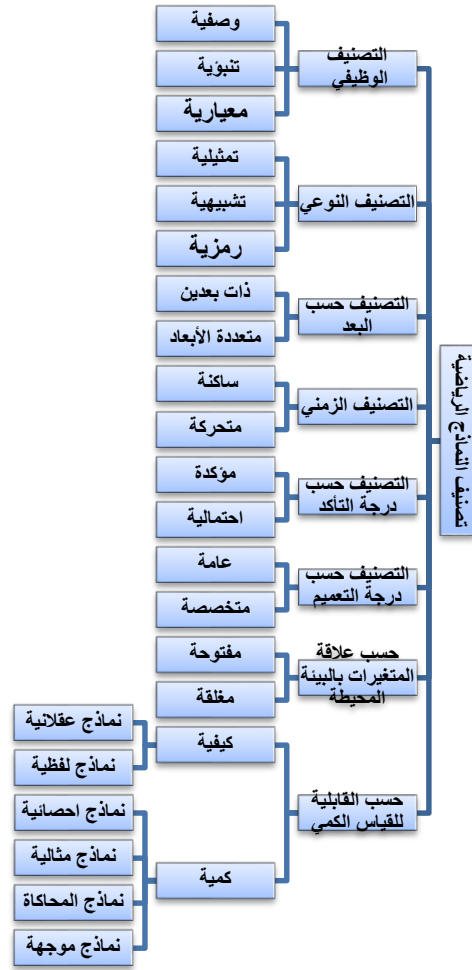 تصنيف النماذج الرياضية
التصنيف
الوظيفي
وصفية
تنبؤية
معيارية
التصنيف النوعي
تمثيلية
تشبيهية
رمزية
التصنيف حسب
البعد
ذات بعدين
متعددة الأبعاد
التصنيف الزمني
ساكنة
متحركة
التصنيف حسب
درجة التأكد
مؤكدة
احتمالية
التصنيف حسب
درجة التعميم
عامة
متخصصة
حسب علاقة
المتغيرات بالبيئة
المحيطة
مفتوحة
مغلقة
حسب القابلية
للقياس الكمي
كيفية
نماذج عقلانية
نماذج لفظية
كمية
نماذج احصائية
نماذج مثالية
نماذج المحاكاة
نماذج موجهة